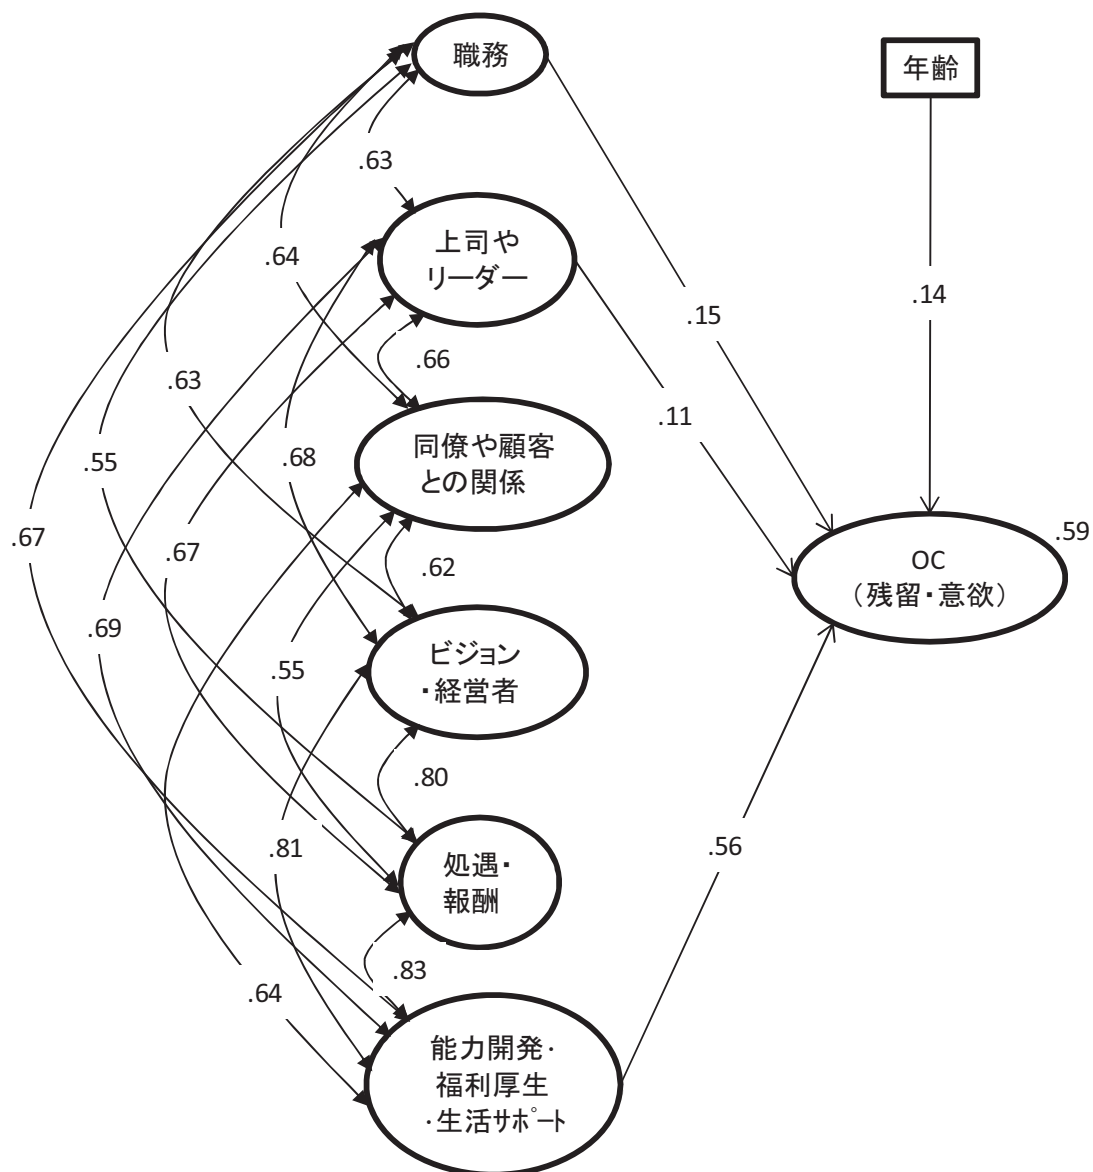 職務
年齢
.63
上司や
リーダー
.64
.14
.15
.66
.63
.11
同僚や顧客
との関係
.68
.55
.67
.67
.59
OC
（残留・意欲）
.62
.69
ビジョン
・経営者
.55
.80
.81
.56
処遇・
報酬
.83
.64
能力開発・
福利厚生
・生活サポート